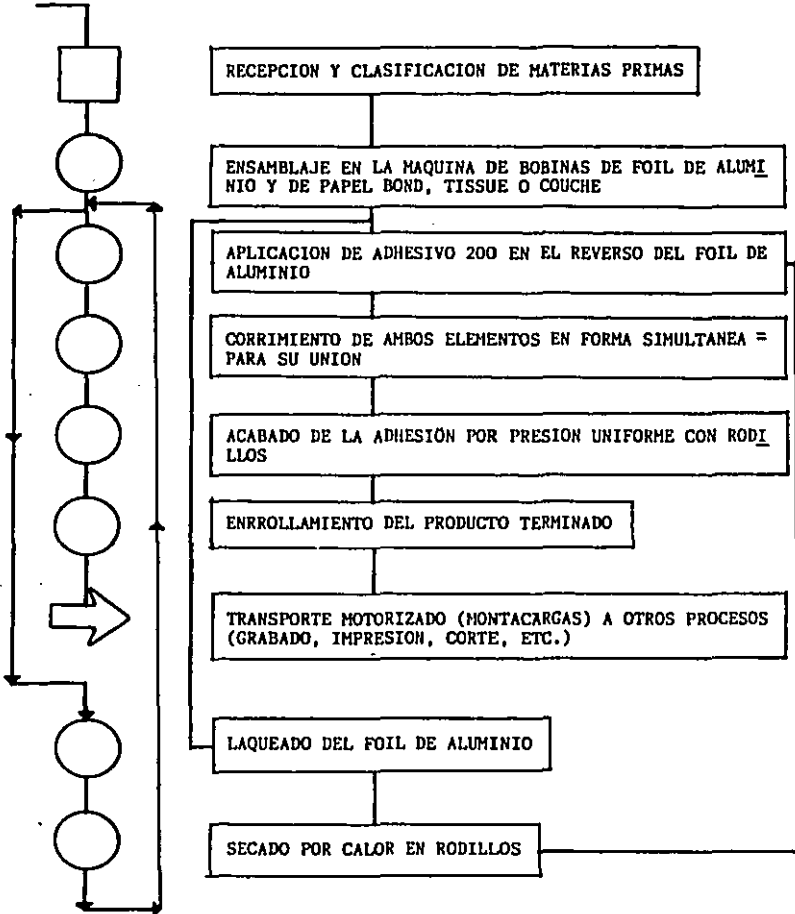 RECEPCION Y CLASIFICACION DE MATERIAS PRIMAS
ENSAMBLAJE EN LA MAQUINA DE BOBINAS DE FOIL DE ALUMI
NIO Y DE PAPEL BOND, TISSUE O COUCHE
APLICACION DE ADHESIVO 200 EN EL REVERSO DEL FOIL DE
ALUMINIO
CORRIMIENTO DE AMBOS ELEMENTOS EN FORMA SIMULTANEA =
PARA SU UNION
ACABADO DE LA ADHESIÓN POR PRESION UNIFORME CON RODI
LLOS
ENRROLLAMIENTO DEL PRODUCTO TERMINADO
TRANSPORTE MOTORIZADO (MONTACARGAS) A OTROS PROCESOS
(GRABADO, IMPRESION, CORTE, ETC.)
LAQUEADO DEL FOIL DE ALUMINIO
SECADO POR CALOR EN RODILLOS